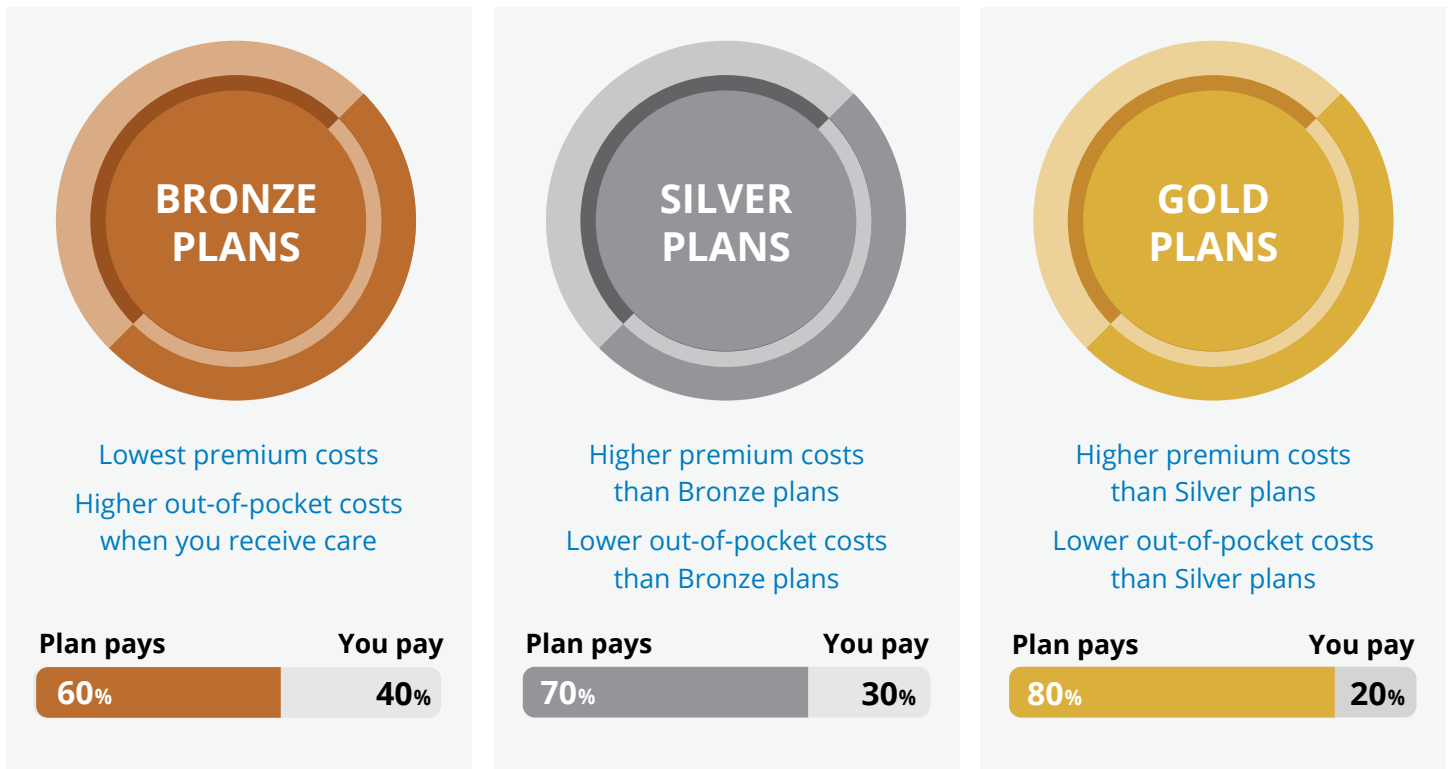 BRONZE
PLANS
Lowest premium costs
Higher out-of-pocket costs
when you receive care
Plan pays You pay
60% 40%
SILVER
PLANS
Higher premium costs
than Bronze plans
Lower out-of-pocket costs
than Bronze plans
Plan pays You pay
70% 30%
GOLD
PLANS
Higher premium costs
than Silver plans
Lower out-of-pocket costs
than Silver plans
Plan pays You pay
80% 20%